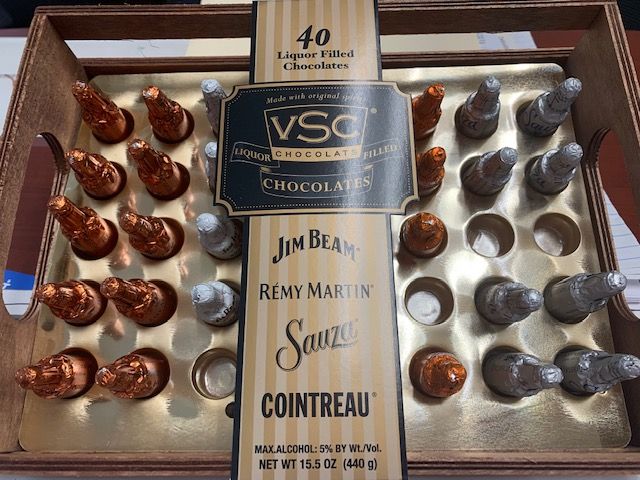 40
Liquor Filled
Chocolates
Made with original spirits
VSC
CHOCOLATS
LIQUOR FILLED
CHOCOLATES
JIM BEAM®
RÉMY MARTIN®
Sauza®
COINTREAU®
MAX.ALCOHOL: 5% BY Wt./Vol.
NET WT 15.5 OZ (440 g)